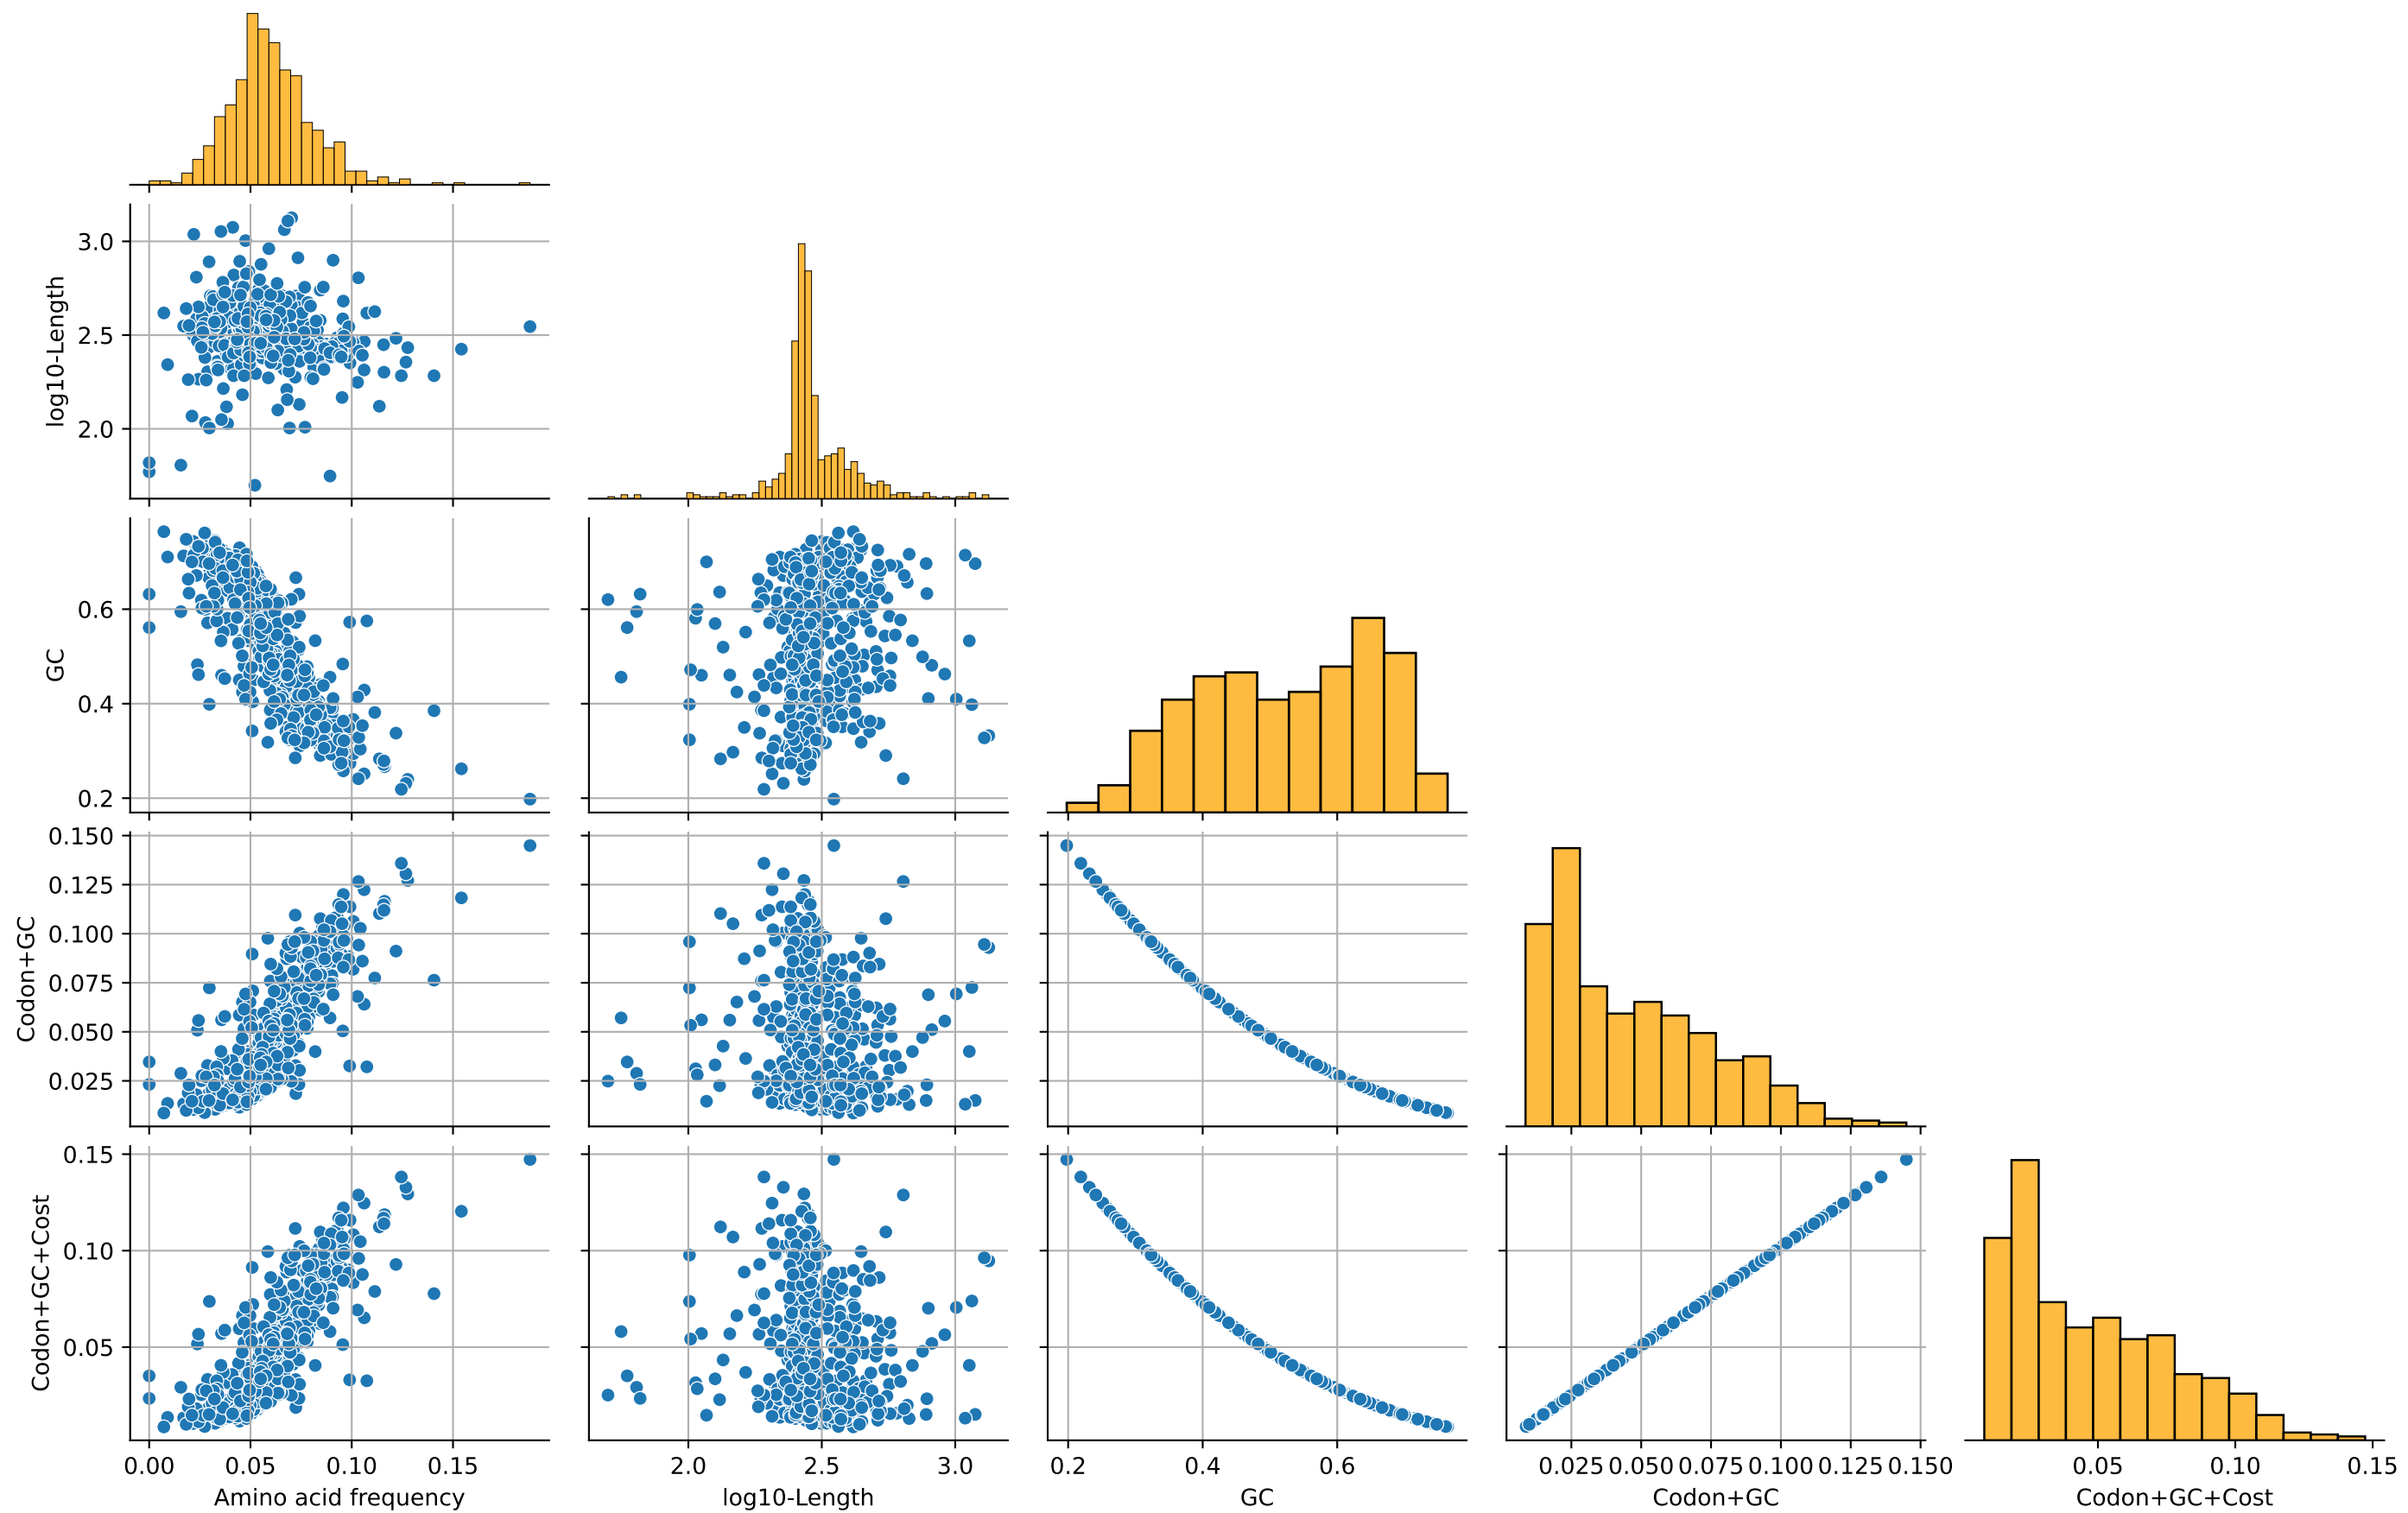 3.0
2.5
2.0
log10-Length
0.6
0.4
0.2
GC
0.150
0.125
0.100
0.075
0.050
0.025
Codon+GC
0.15
0.10
0.05
Codon+GC+Cost
0.00 0.05 0.10 0.15
Amino acid frequency
2.0 2.5 3.0
log10-Length
0.2 0.4 0.6
GC
0.025 0.050 0.075 0.100 0.125 0.150
Codon+GC
0.05 0.10 0.15
Codon+GC+Cost